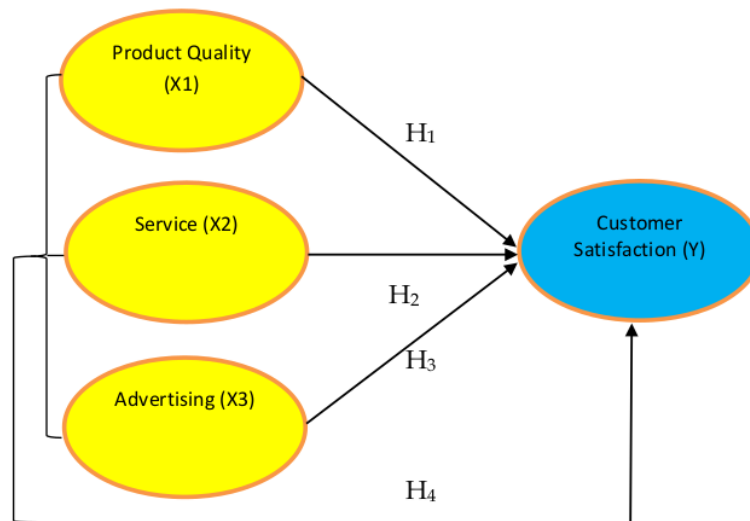 Product Quality
(X1)
H₁
Service (X2)
Customer
Satisfaction (Y)
H₂
H₃
Advertising (X3)
H₄